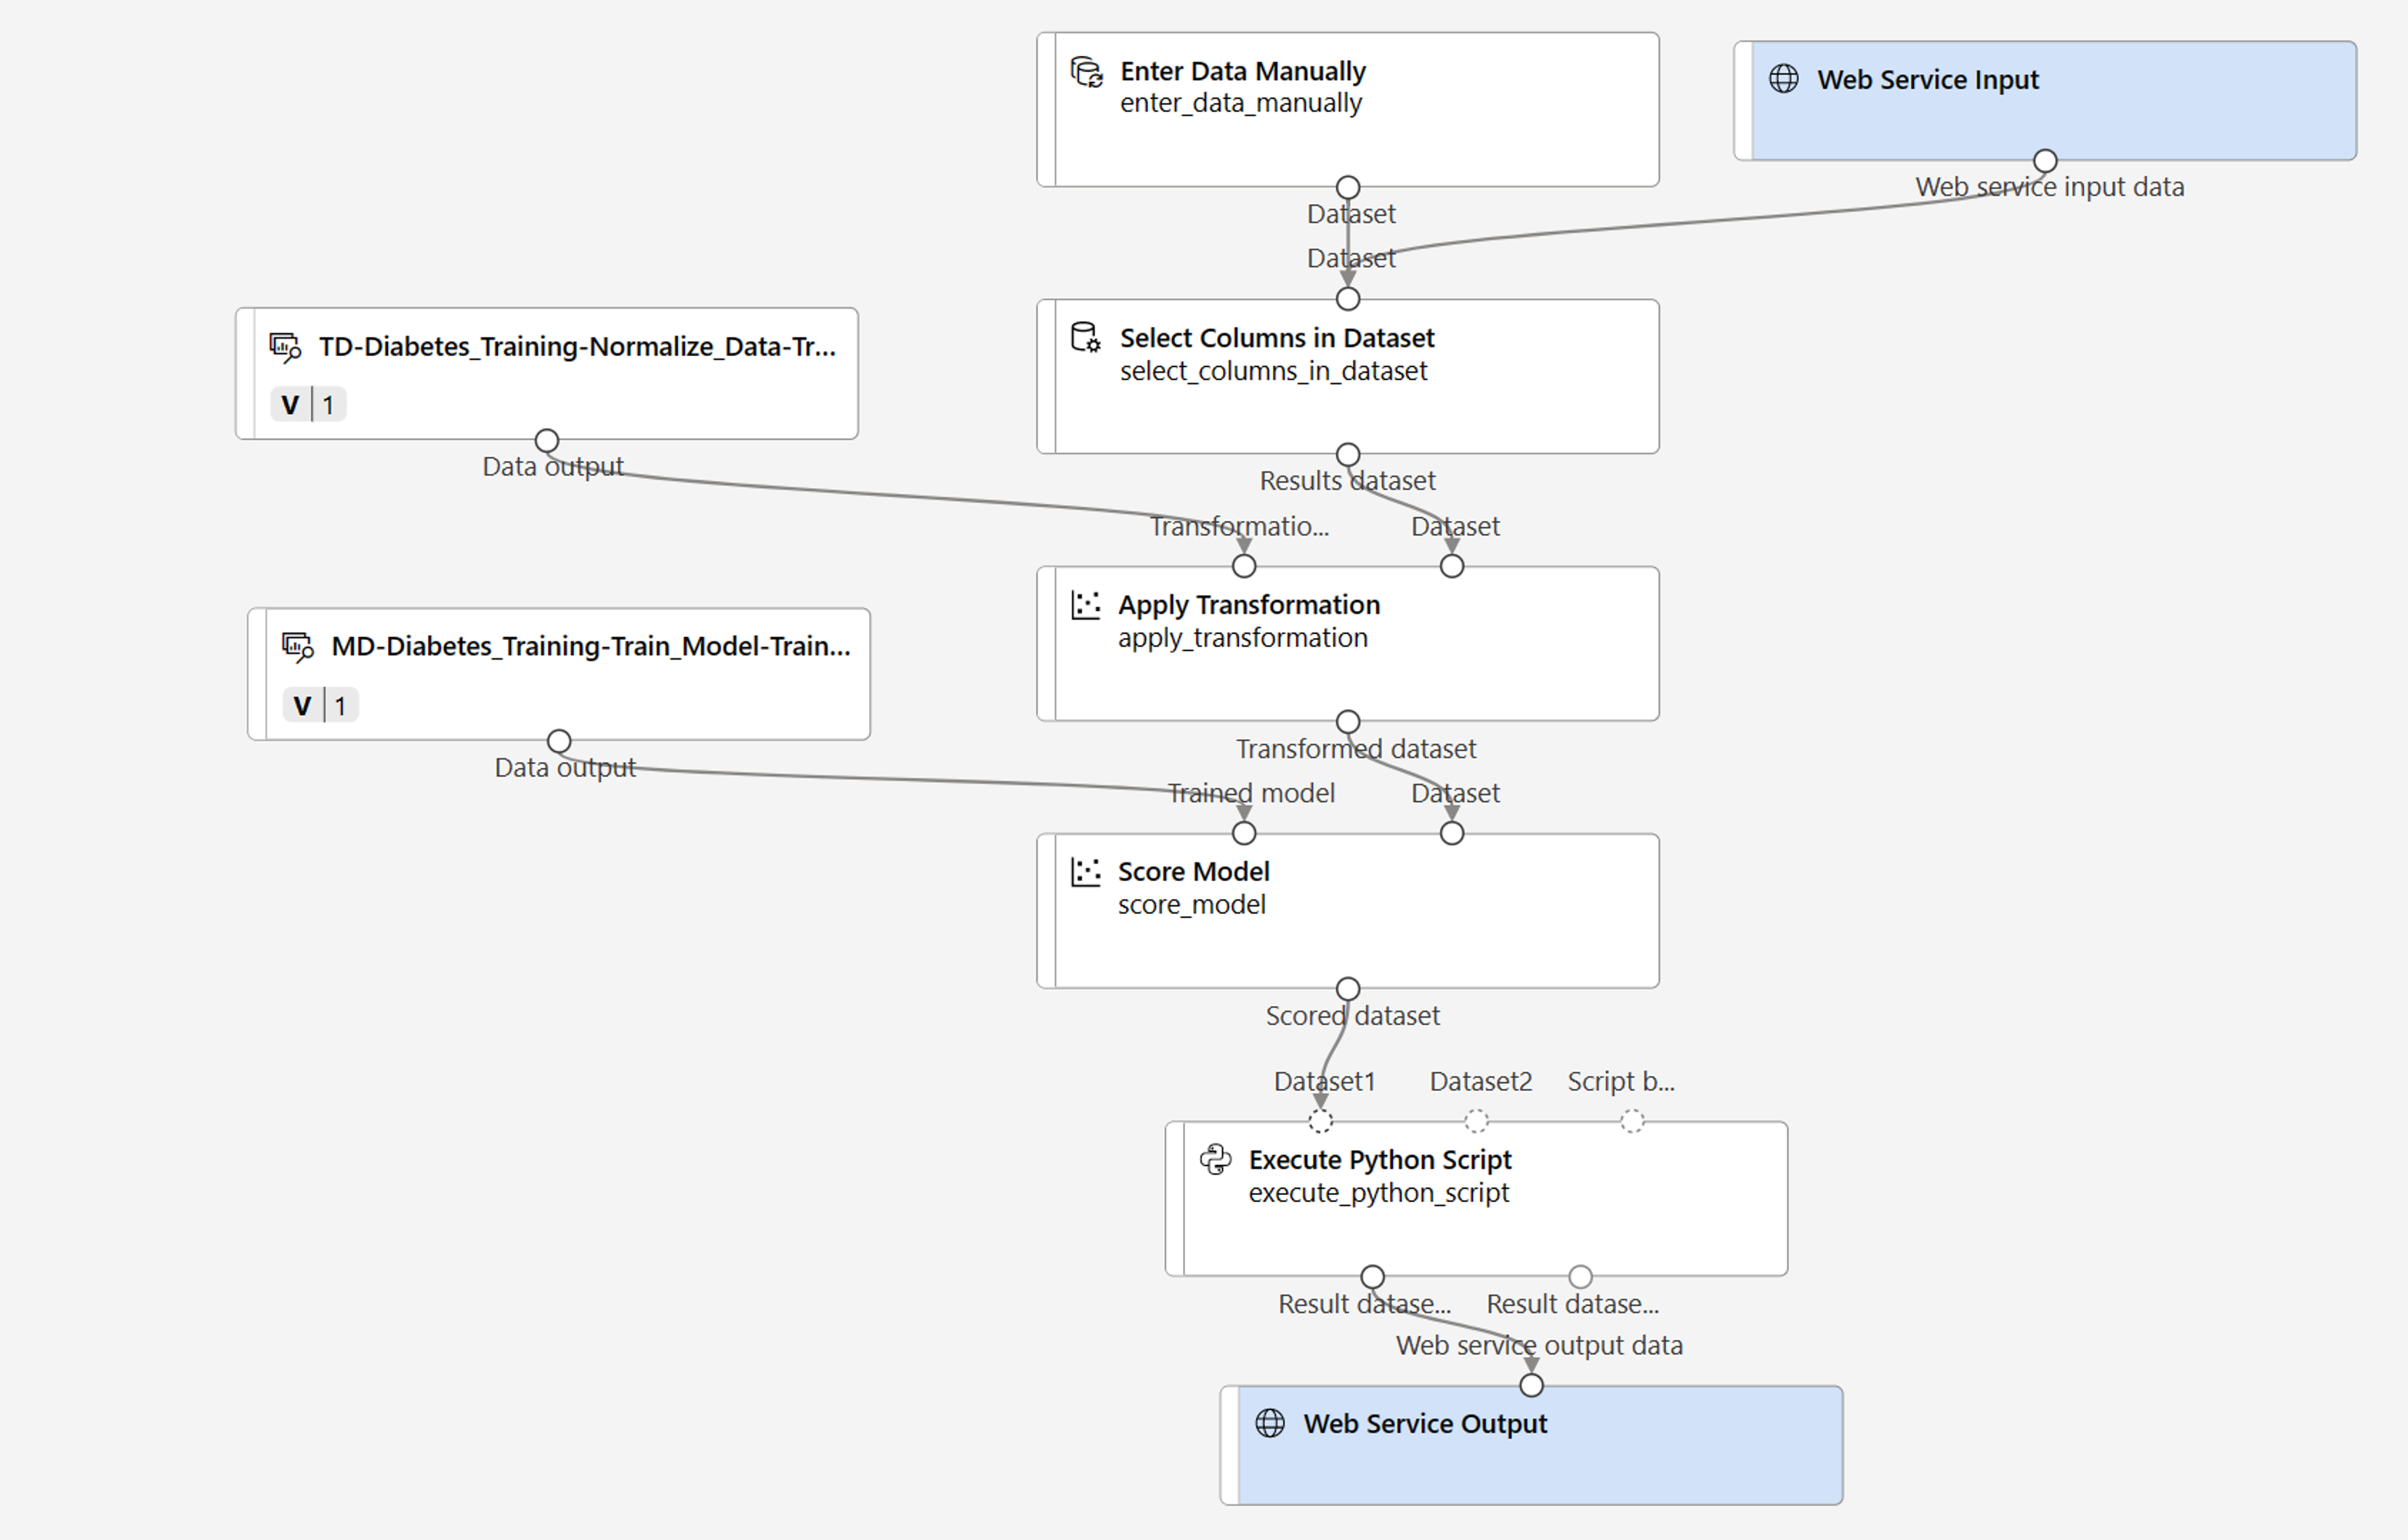 Enter Data Manually
enter_data_manually
Dataset
Web Service Input
Web service input data
Dataset
Select Columns in Dataset
select_columns_in_dataset
Results dataset
TD-Diabetes_Training-Normalize_Data-Tr...
V 1
Data output
Transformatio...
Dataset
Apply Transformation
apply_transformation
Transformed dataset
MD-Diabetes_Training-Train_Model-Train...
V 1
Data output
Trained model
Dataset
Score Model
score_model
Scored dataset
Dataset1
Dataset2
Script b...
Execute Python Script
execute_python_script
Result datase...
Result datase...
Web service output data
Web Service Output